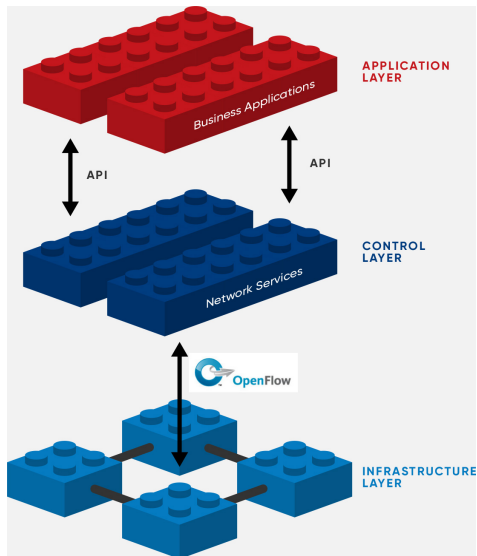 APPLICATION
LAYER
Business Applications
API
API
CONTROL
LAYER
Network Services
OpenFlow
INFRASTRUCTURE
LAYER